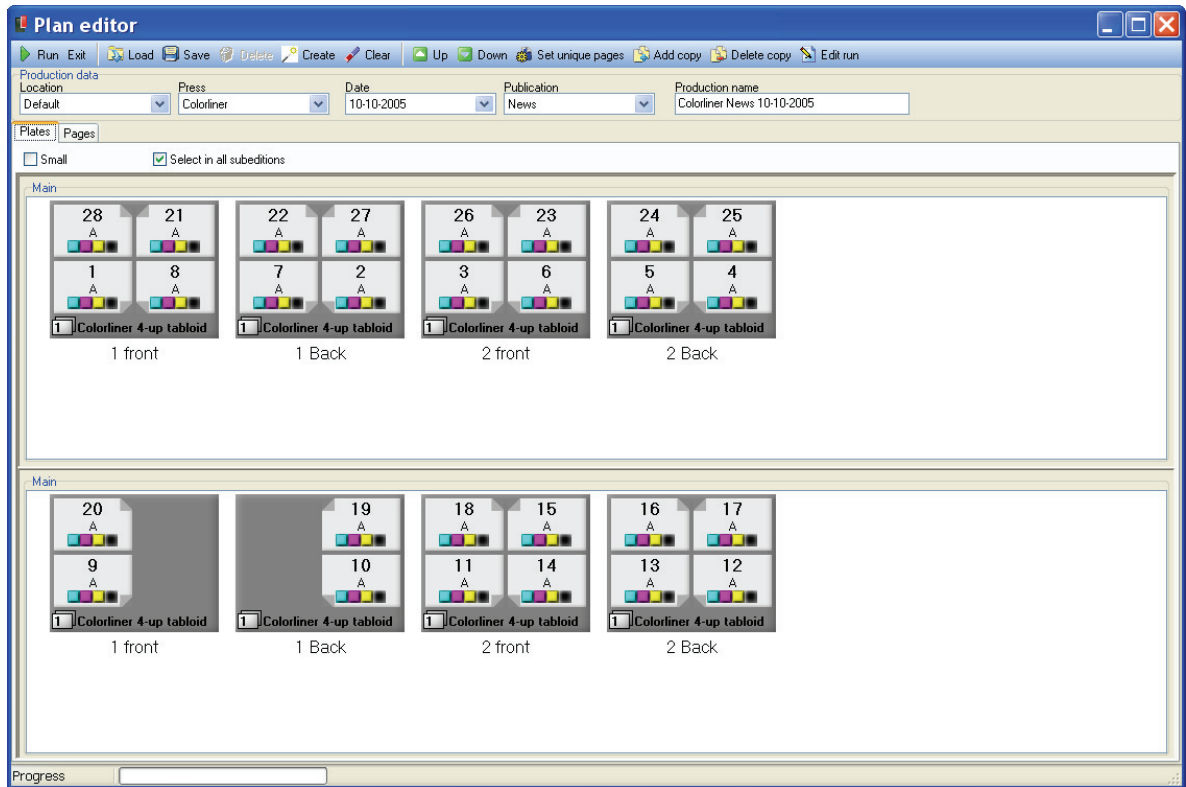 Plan editor
Run Exit Load Save Delete Create Clear Up Down Set unique pages Add copy Delete copy Edit run
Production data
Location Press Date Publication Production name
Default Colorliner 10-10-2005 News Colorliner News 10-10-2005
Plates Pages
Small Select in all subeditions
Main
28 21 22 27 26 23 24 25
A A A A A A A A
1 8 7 2 3 6 5 4
A A A A A A A A
1 Colorliner 4-up tabloid 1 Colorliner 4-up tabloid 1 Colorliner 4-up tabloid 1 Colorliner 4-up tabloid
1 front 1 Back 2 front 2 Back
Main
20 19 18 15 16 17
A A A A A A
9 10 11 14 13 12
A A A A A A
1 Colorliner 4-up tabloid 1 Colorliner 4-up tabloid 1 Colorliner 4-up tabloid 1 Colorliner 4-up tabloid
1 front 1 Back 2 front 2 Back
Progress